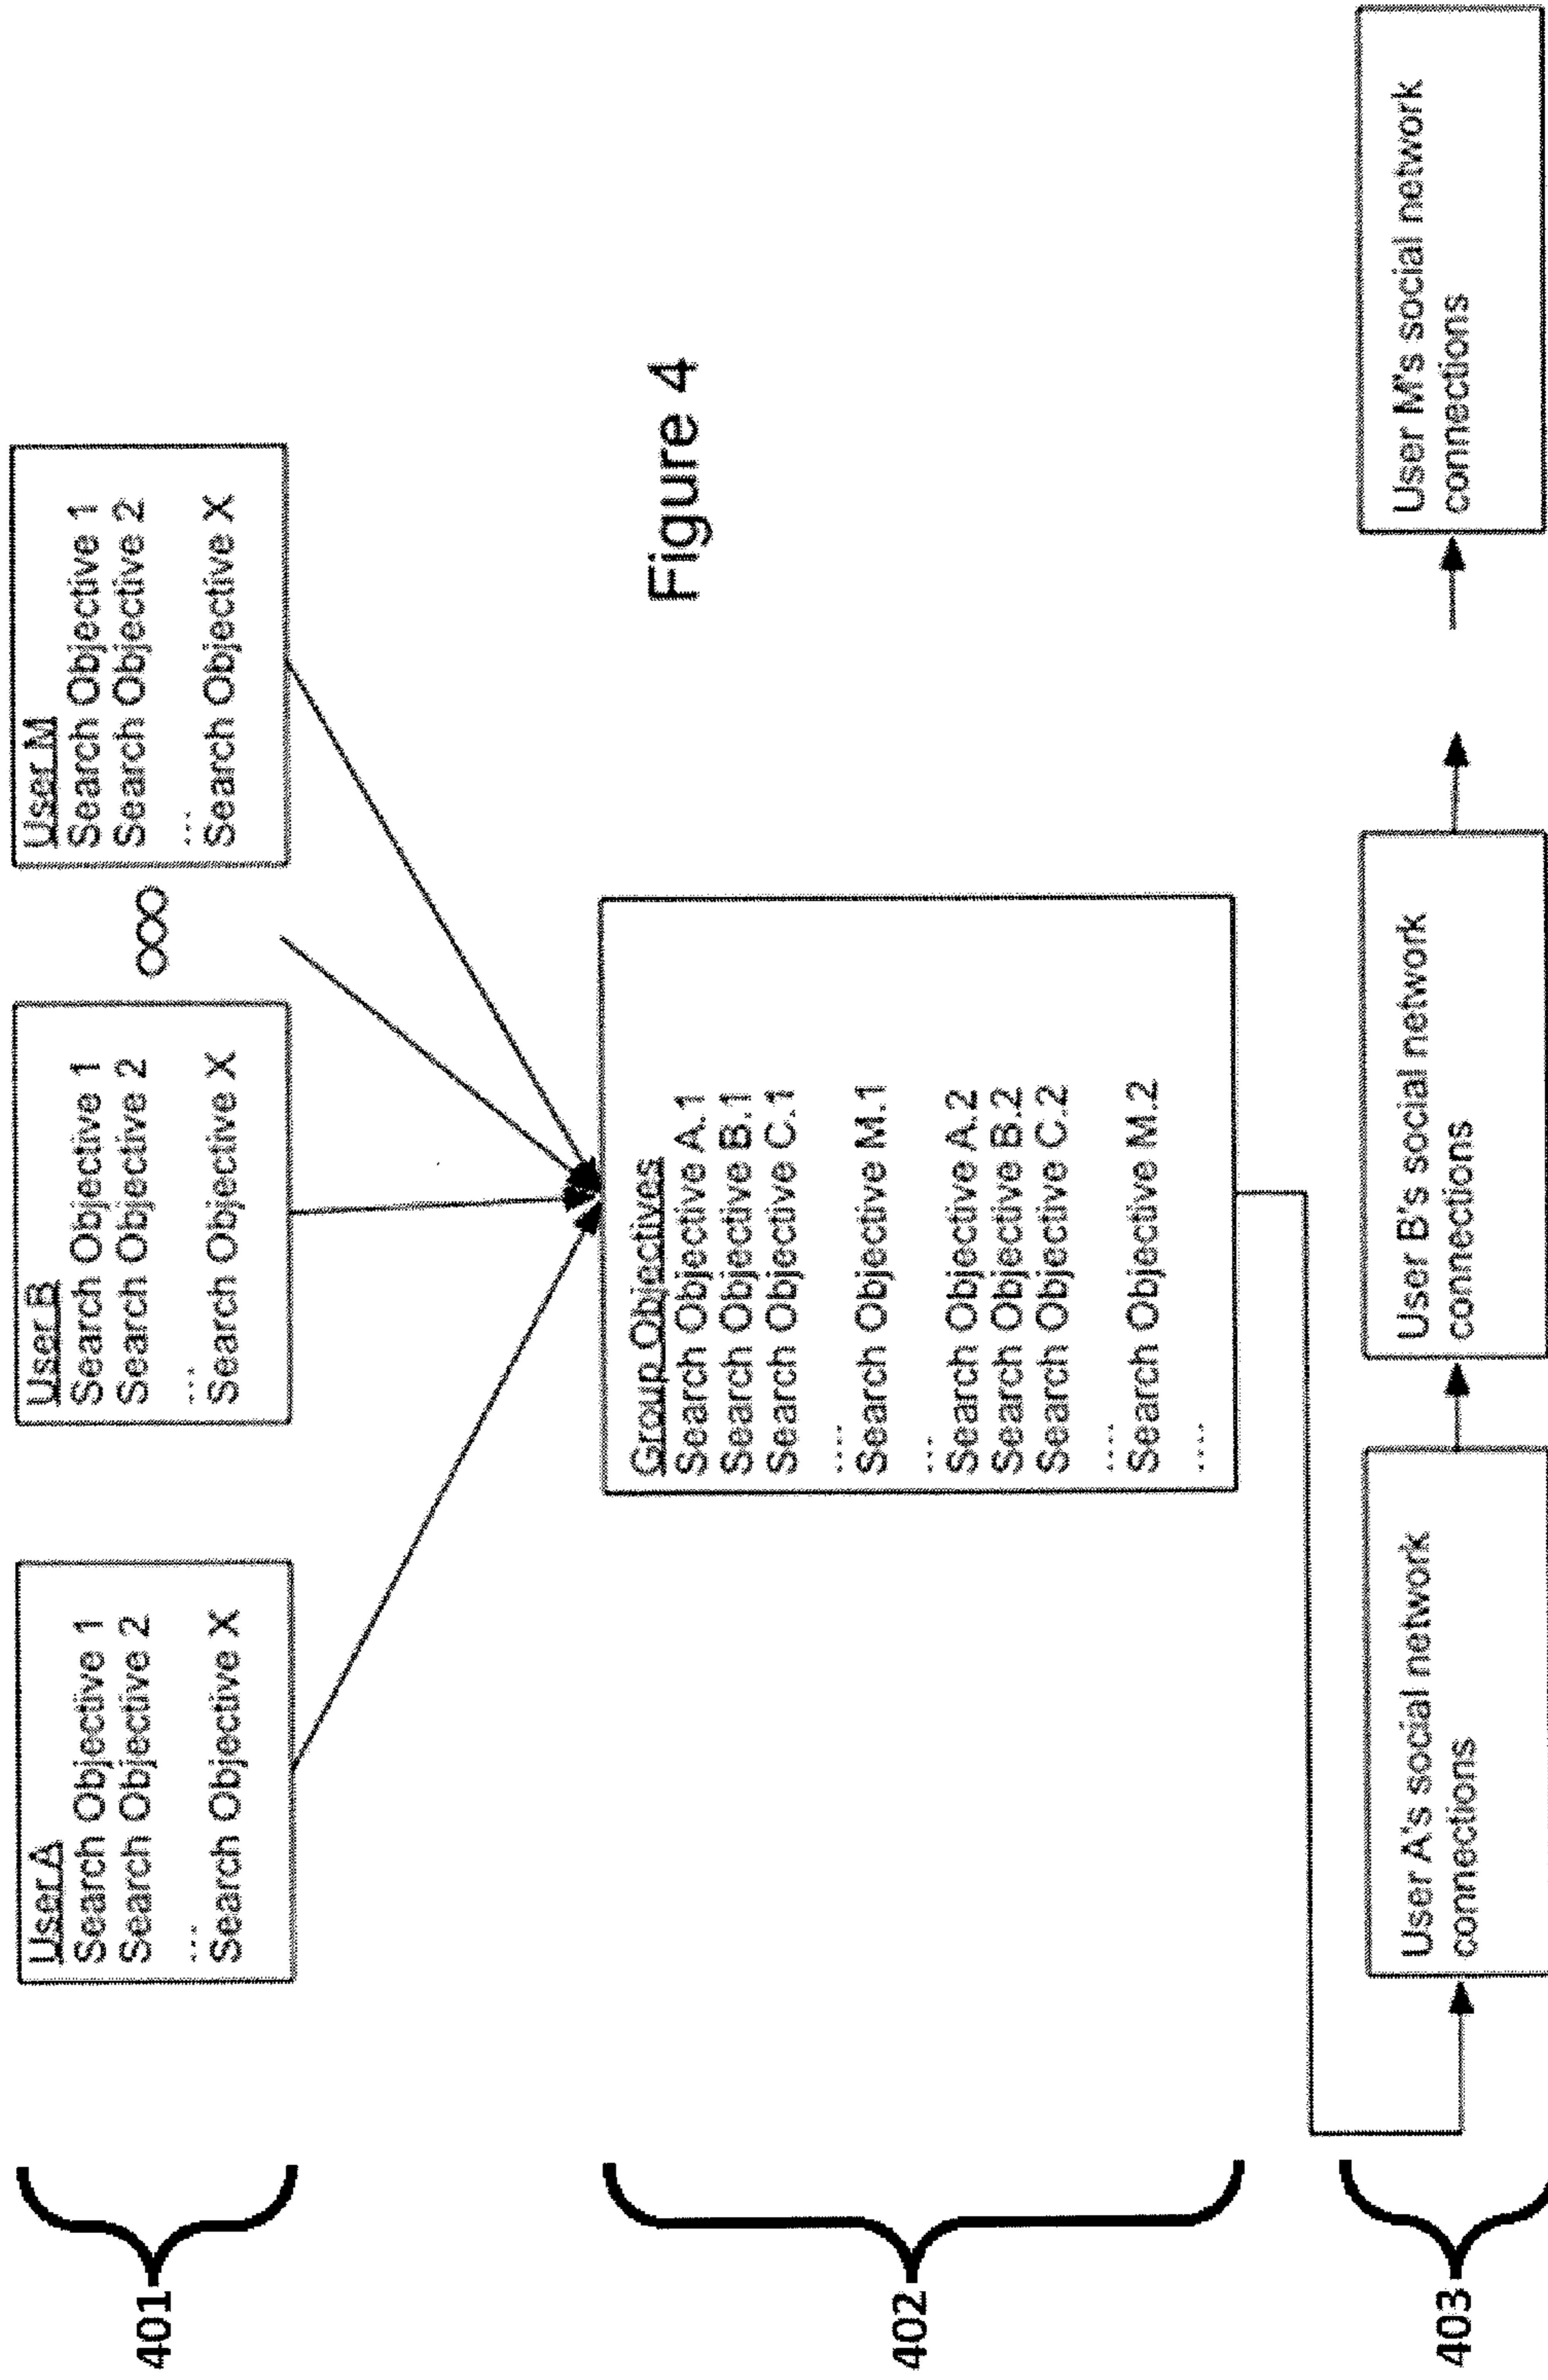 401
User A
Search Objective 1
Search Objective 2
...
Search Objective X
User B
Search Objective 1
Search Objective 2
...
Search Objective X
User M
Search Objective 1
Search Objective 2
...
Search Objective X
402
Group Objectives
Search Objective A.1
Search Objective B.1
Search Objective C.1
....
Search Objective M.1
...
Search Objective A.2
Search Objective B.2
Search Objective C.2
....
Search Objective M.2
....
Figure 4
403
User A's social network
connections
User B's social network
connections
User M's social network
connections